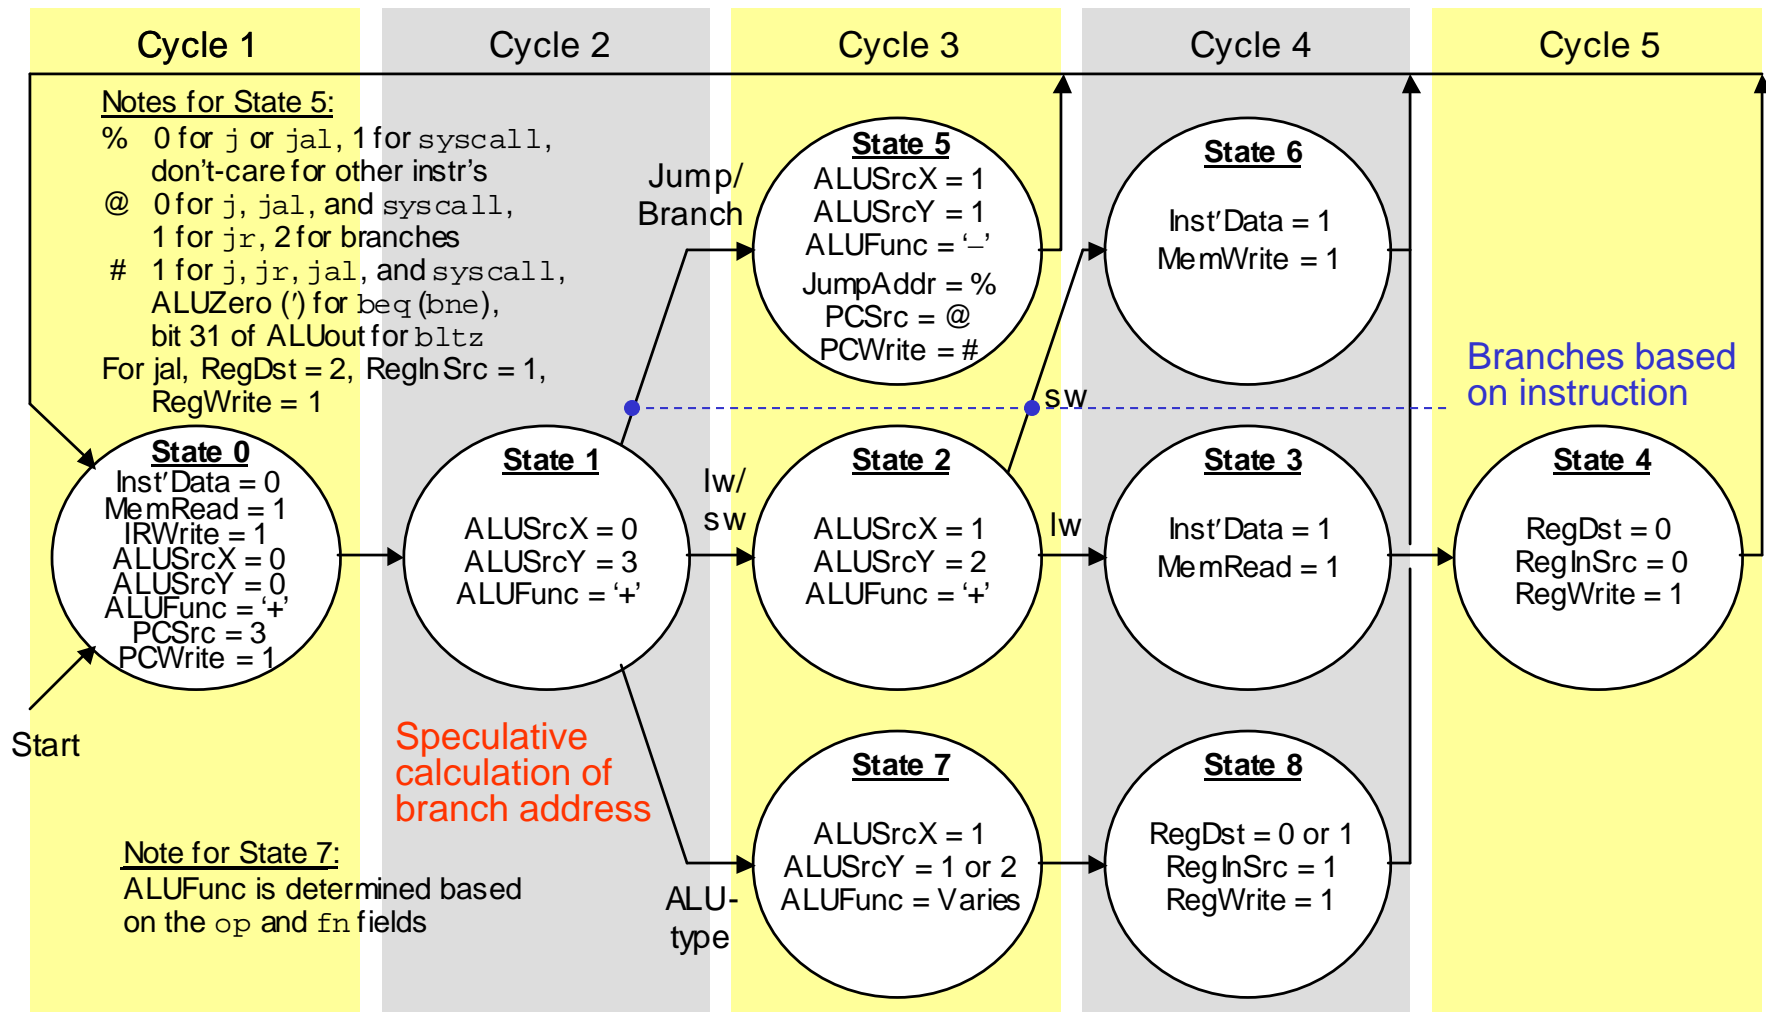 Cycle 1
Cycle 2
Cycle 3
Cycle 4
Cycle 5
Notes for State 5:
% 0 for j or jal, 1 for syscall,
don't-care for other instr's
@ 0 for j, jal, and syscall,
1 for jr, 2 for branches
# 1 for j, jr, jal, and syscall,
ALUZero (′) for beq (bne),
bit 31 of ALUout for bltz
For jal, RegDst = 2, RegInSrc = 1,
RegWrite = 1
Jump/
Branch
State 5
ALUSrcX = 1
ALUSrcY = 1
ALUFunc = ‘−’
JumpAddr = %
PCSrc = @
PCWrite = #
State 6
Inst′Data = 1
MemWrite = 1
Branches based
on instruction
sw
State 0
Inst′Data = 0
MemRead = 1
IRWrite = 1
ALUSrcX = 0
ALUSrcY = 0
ALUFunc = ‘+’
PCSrc = 3
PCWrite = 1
Start
State 1
ALUSrcX = 0
ALUSrcY = 3
ALUFunc = ‘+’
lw/
sw
State 2
ALUSrcX = 1
ALUSrcY = 2
ALUFunc = ‘+’
lw
State 3
Inst′Data = 1
MemRead = 1
State 4
RegDst = 0
RegInSrc = 0
RegWrite = 1
Speculative
calculation of
branch address
Note for State 7:
ALUFunc is determined based
on the op and fn fields
ALU-
type
State 7
ALUSrcX = 1
ALUSrcY = 1 or 2
ALUFunc = Varies
State 8
RegDst = 0 or 1
RegInSrc = 1
RegWrite = 1